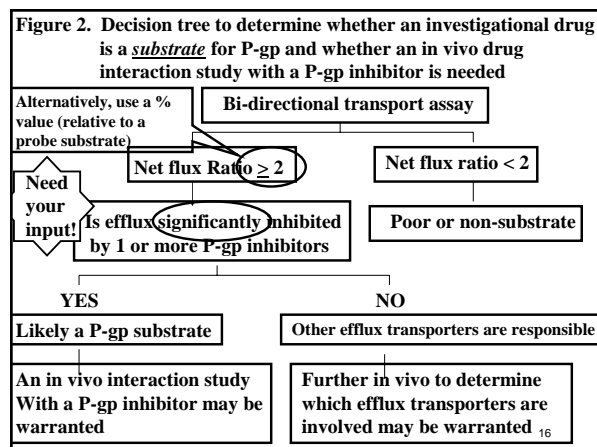 Figure 2. Decision tree to determine whether an investigational drug
is a substrate for P-gp and whether an in vivo drug
interaction study with a P-gp inhibitor is needed
Alternatively, use a %
value (relative to a
probe substrate)
Bi-directional transport assay
Net flux Ratio ≥ 2
Net flux ratio < 2
Need
your
input!
Is efflux significantly inhibited
by 1 or more P-gp inhibitors
Poor or non-substrate
YES
NO
Likely a P-gp substrate
Other efflux transporters are responsible
An in vivo interaction study
With a P-gp inhibitor may be
warranted
Further in vivo to determine
which efflux transporters are
involved may be warranted
16